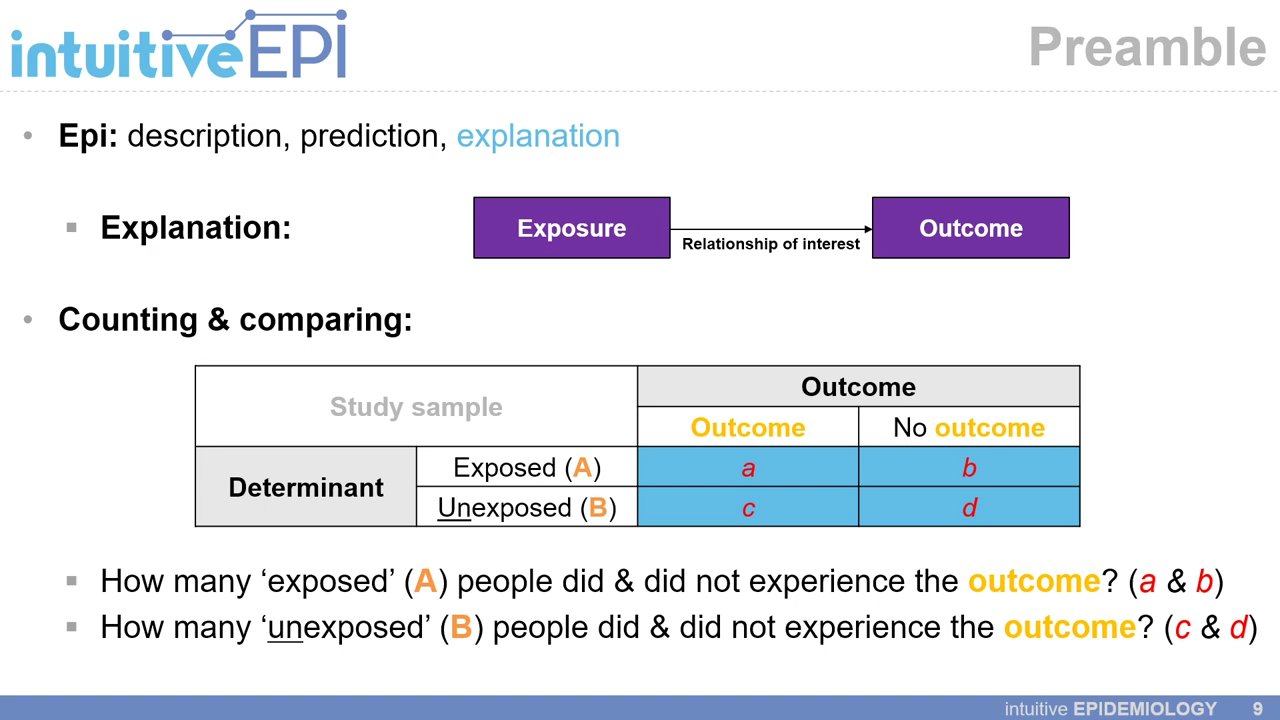 intuitiveEPI
Preamble
• Epi: description, prediction, explanation
▪ Explanation:
Exposure
Relationship of interest
Outcome
• Counting & comparing:
Study sample
Outcome
Outcome
No outcome
Determinant
Exposed (A)
a
b
Unexposed (B)
c
d
▪ How many ‘exposed’ (A) people did & did not experience the outcome? (a & b)
▪ How many ‘unexposed’ (B) people did & did not experience the outcome? (c & d)
intuitive EPIDEMIOLOGY 9